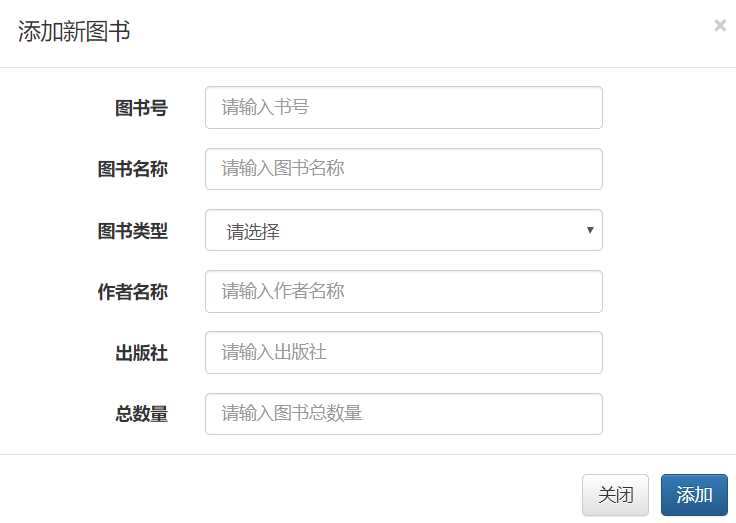 添加新图书
×
图书号 请输入书号
图书名称 请输入图书名称
图书类型 请选择
作者名称 请输入作者名称
出版社 请输入出版社
总数量 请输入图书总数量
关闭 添加